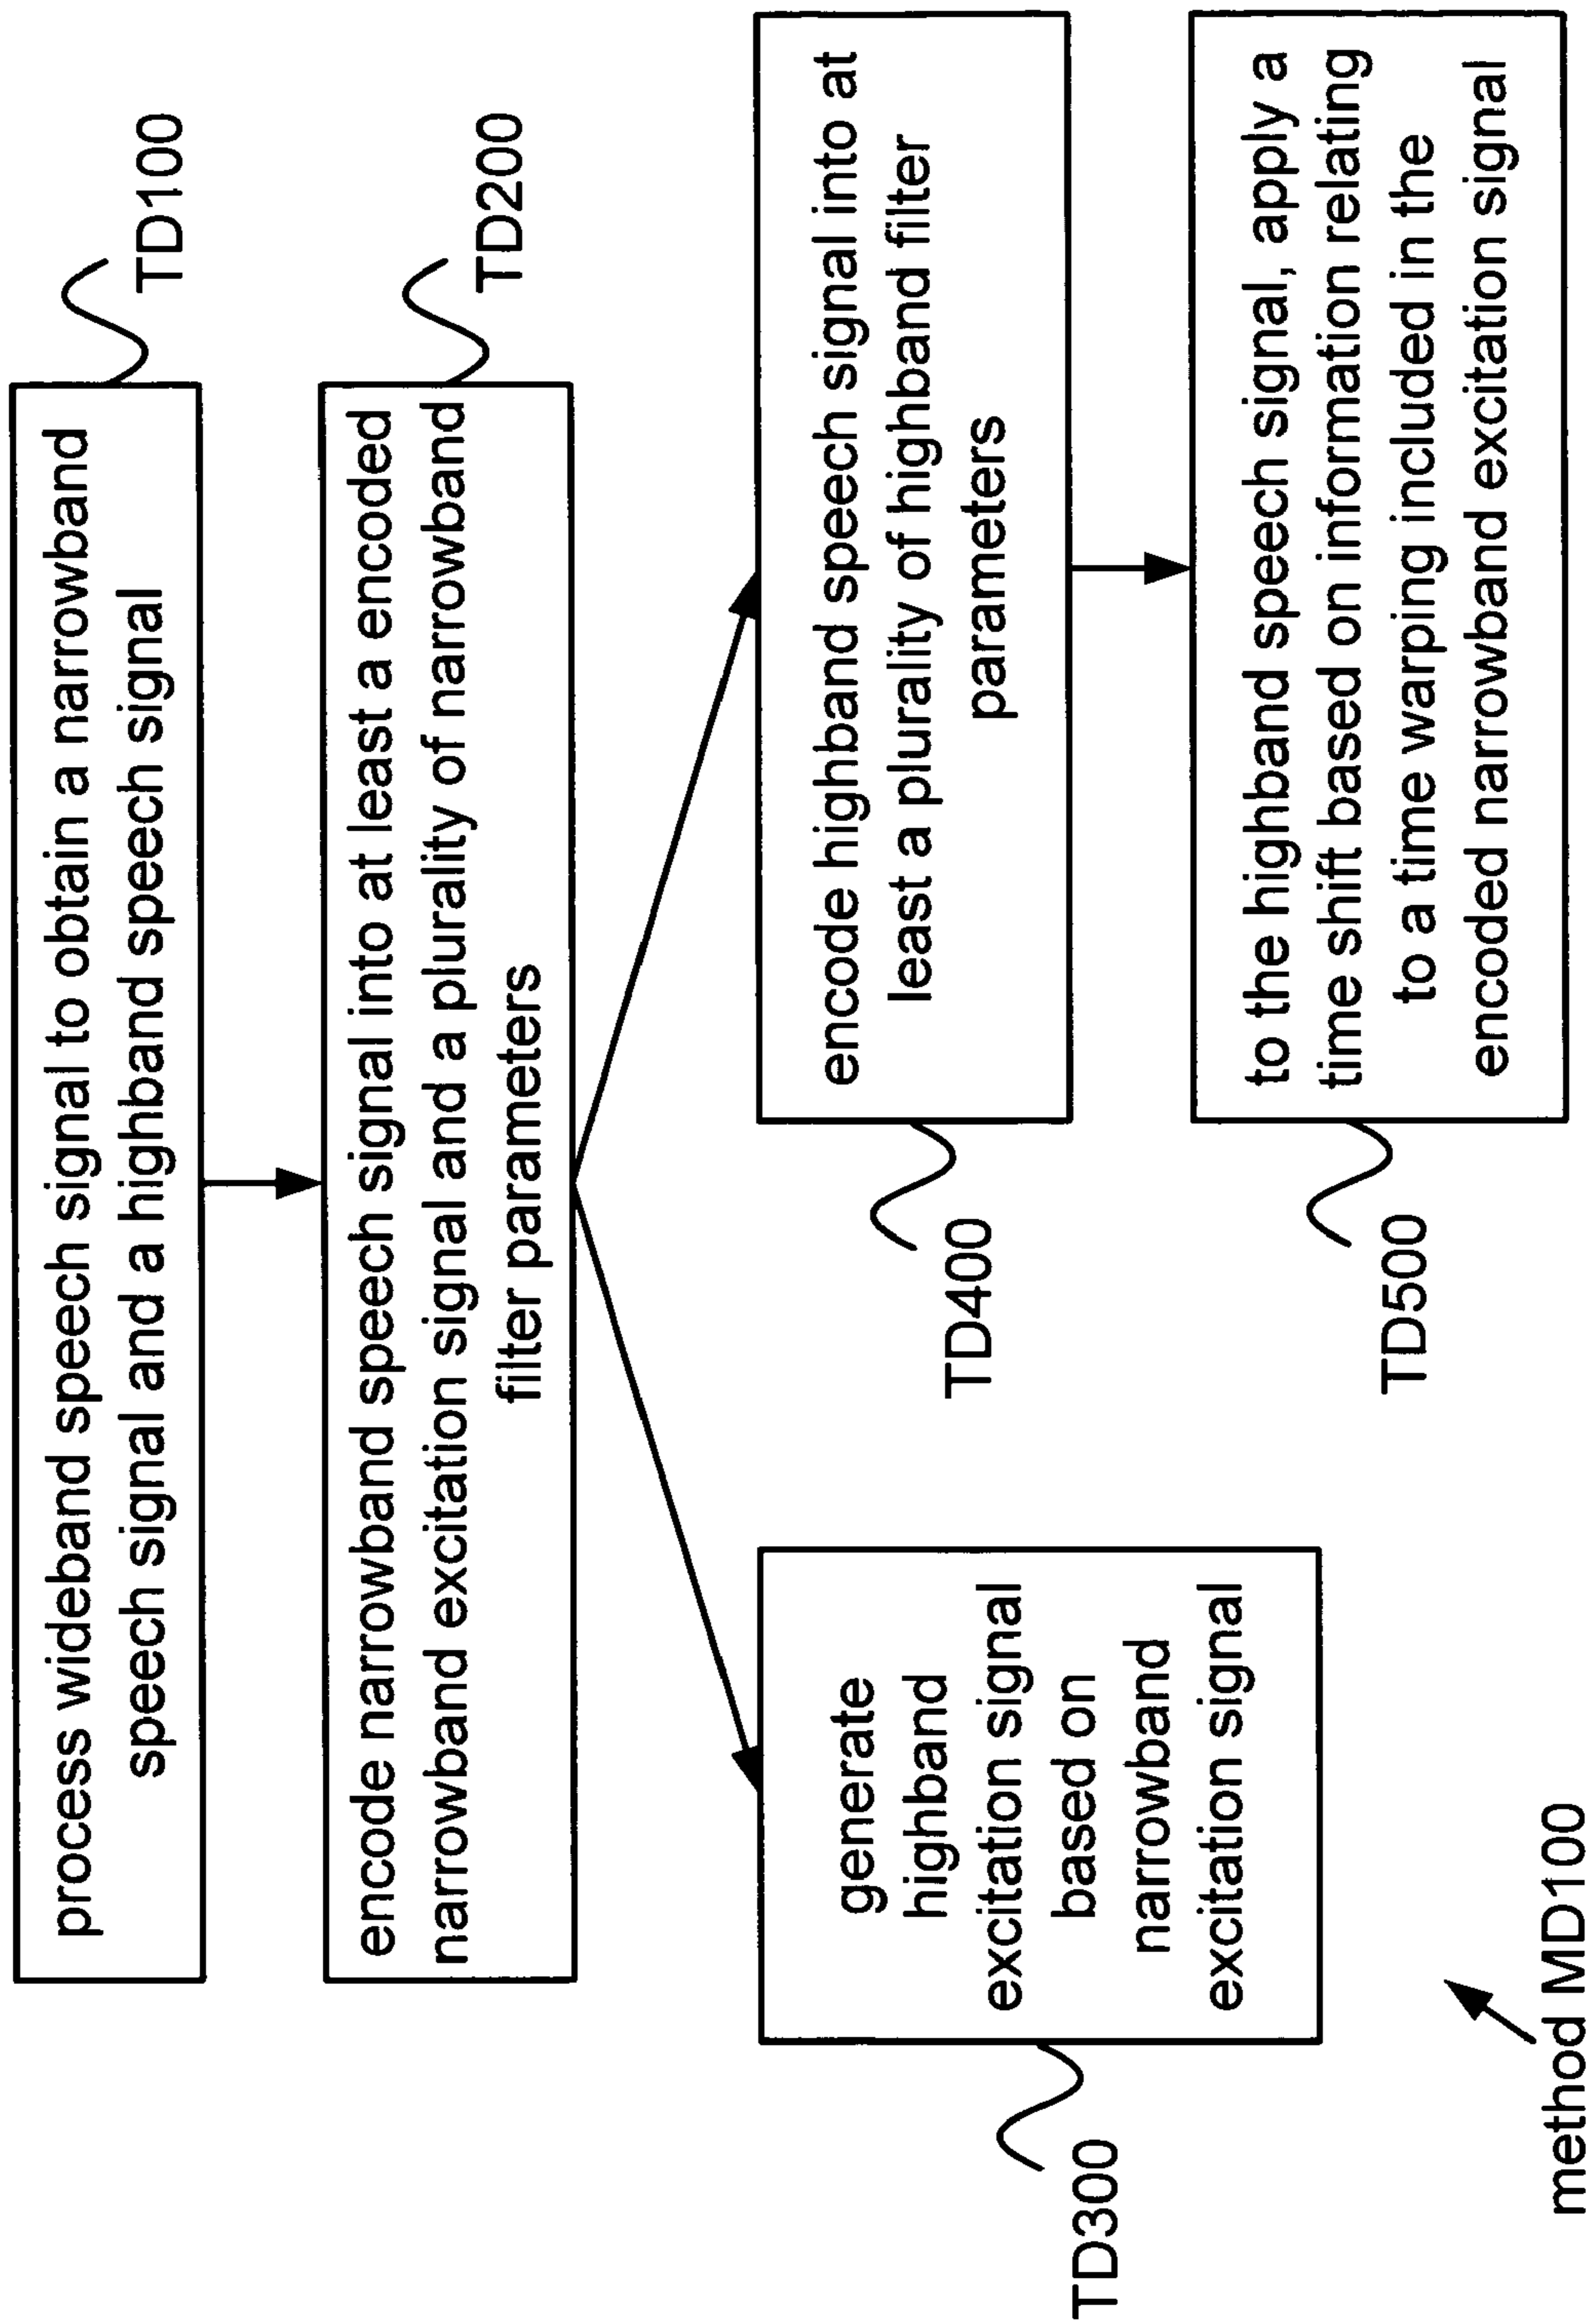 process wideband speech signal to obtain a narrowband
speech signal and a highband speech signal
TD100
encode narrowband speech signal into at least a encoded
narrowband excitation signal and a plurality of narrowband
filter parameters
TD200
generate
highband
excitation signal
based on
narrowband
excitation signal
TD300
encode highband speech signal into at
least a plurality of highband filter
parameters
TD400
to the highband speech signal, apply a
time shift based on information relating
to a time warping included in the
encoded narrowband excitation signal
TD500
method MD100